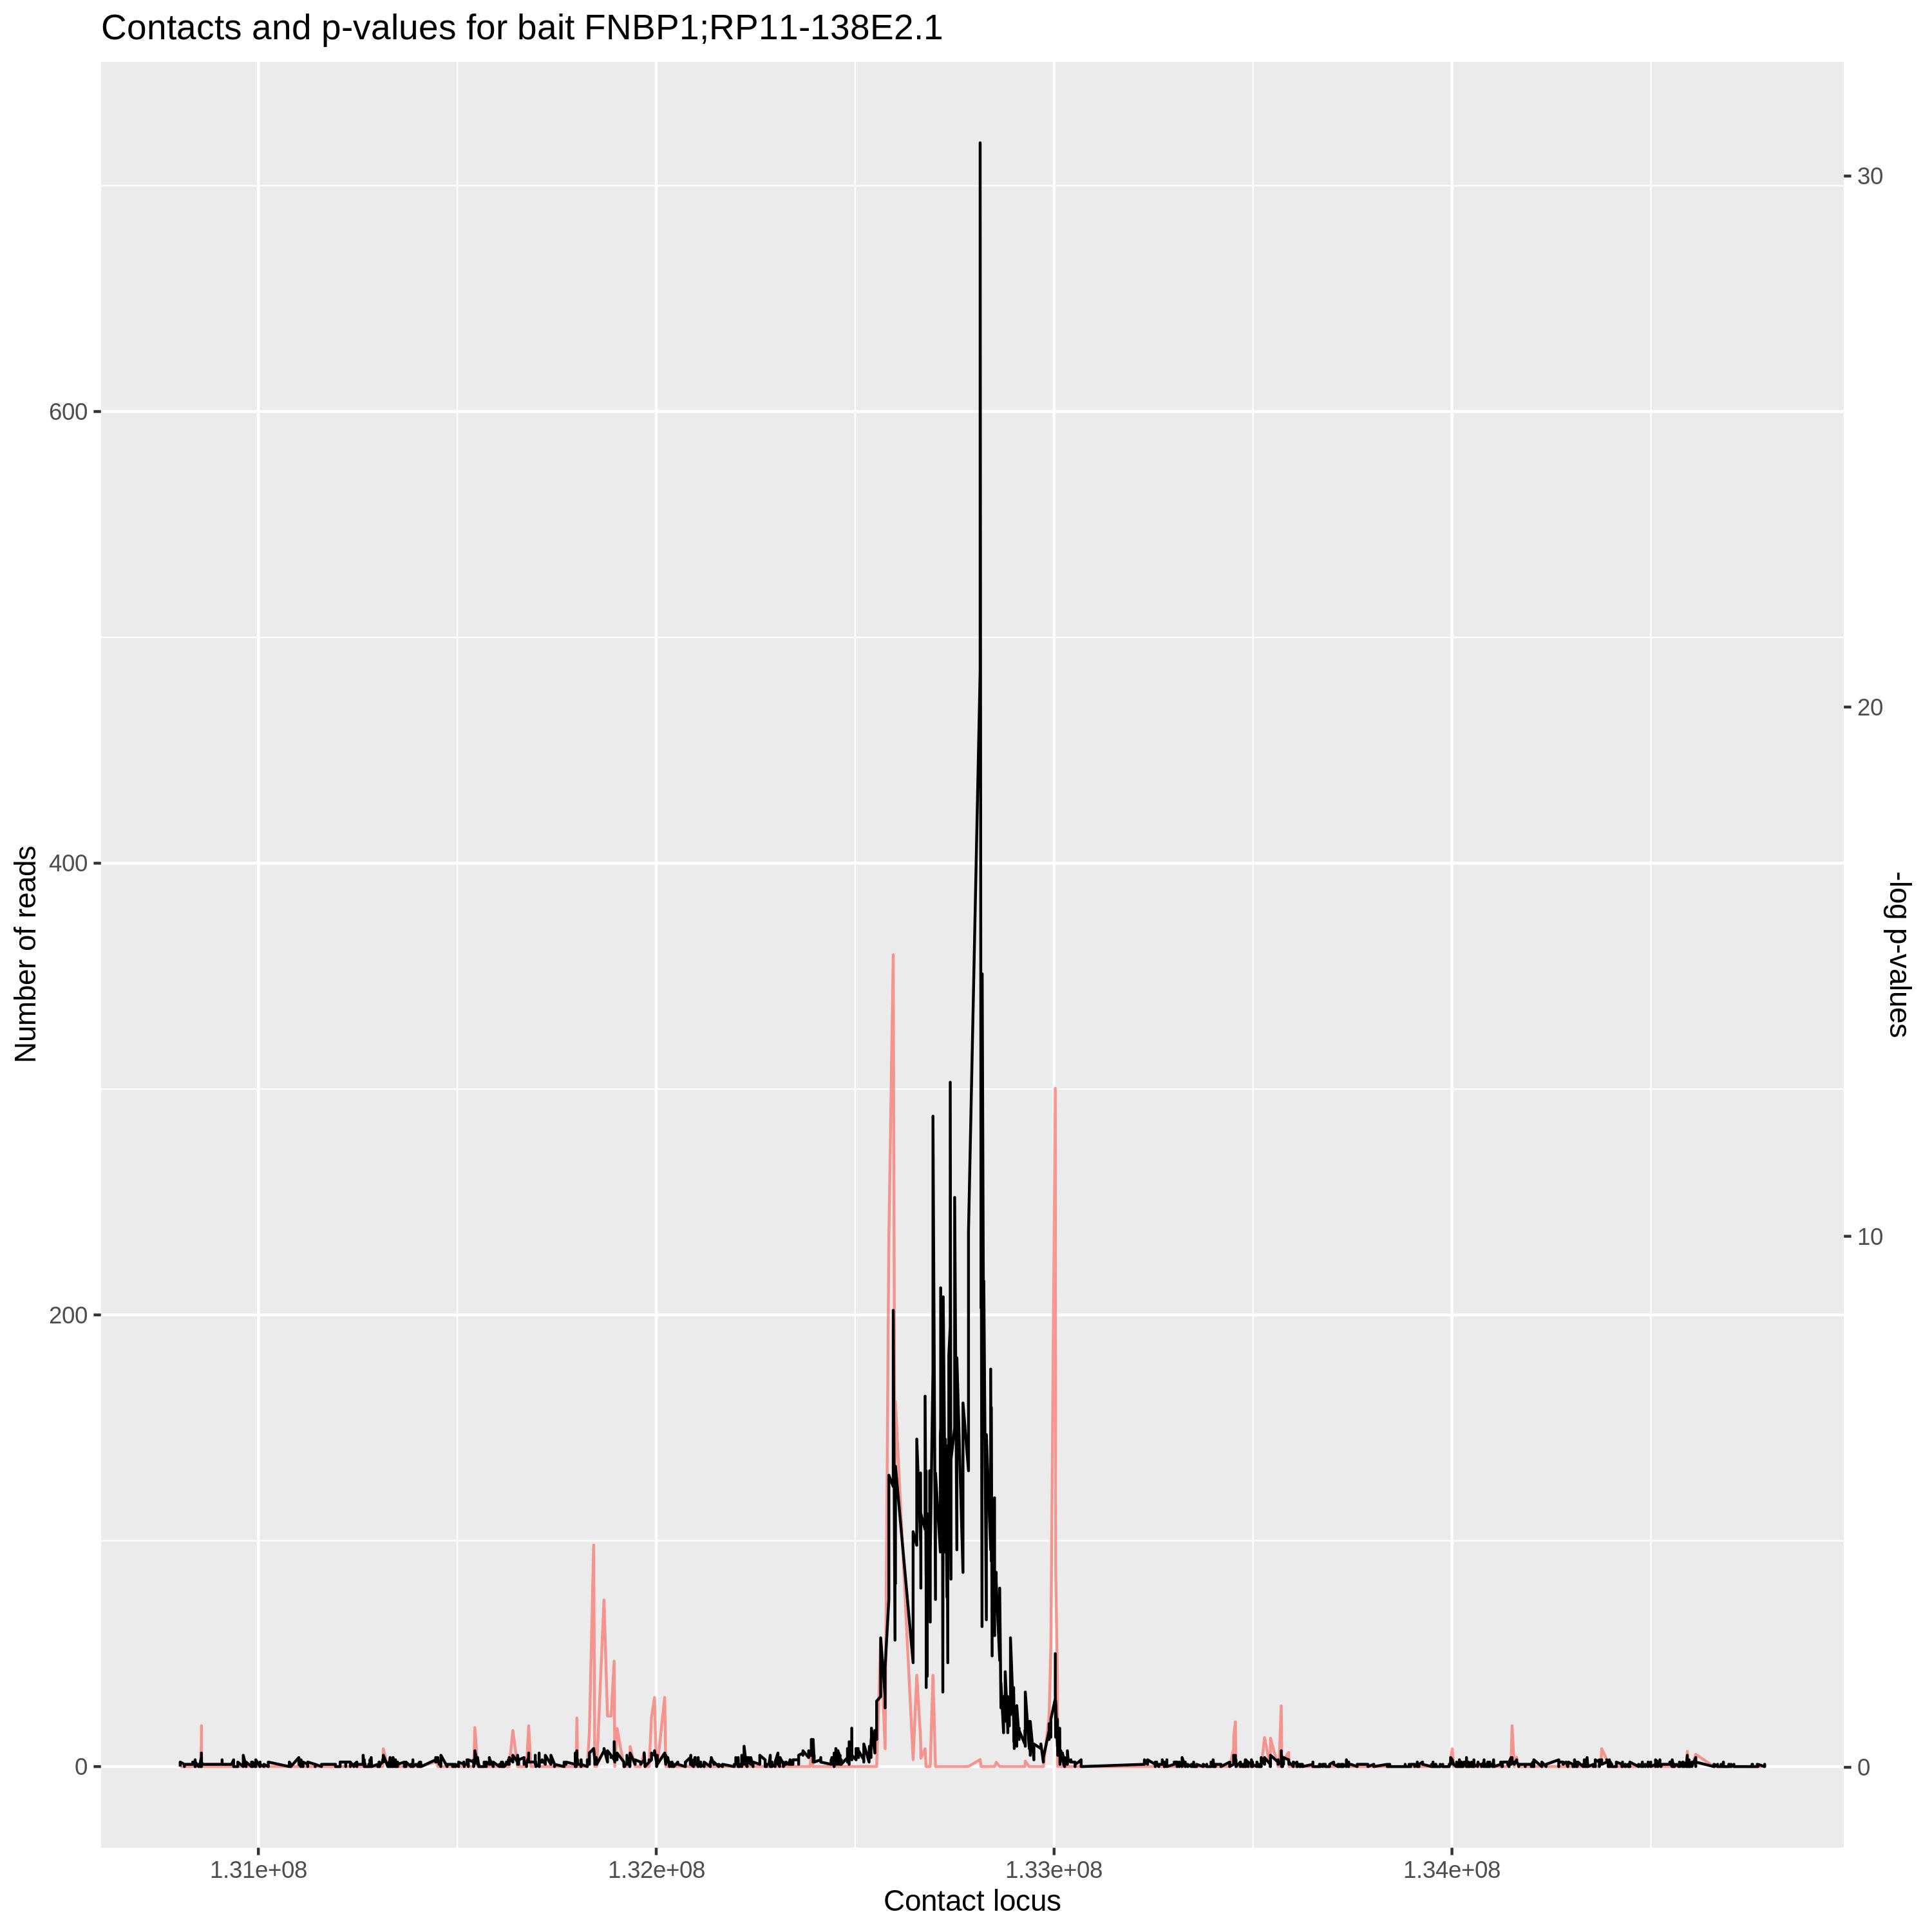 Contacts and p-values for bait FNBP1;RP11-138E2.1
600
400
200
0
Number of reads
30
20
10
0
-log p-values
1.31e+08
1.32e+08
1.33e+08
1.34e+08
Contact locus